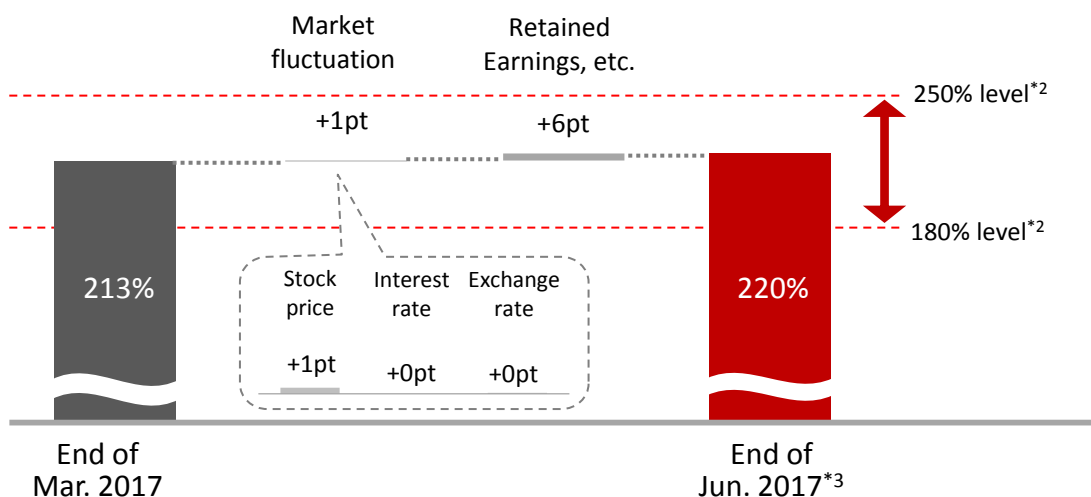 Market
fluctuation
Retained
Earnings, etc.
250% level*2
+1pt
+6pt
180% level*2
213%
Stock
price
Interest
rate
Exchange
rate
220%
+1pt
+0pt
+0pt
End of
Mar. 2017
End of
Jun. 2017*3